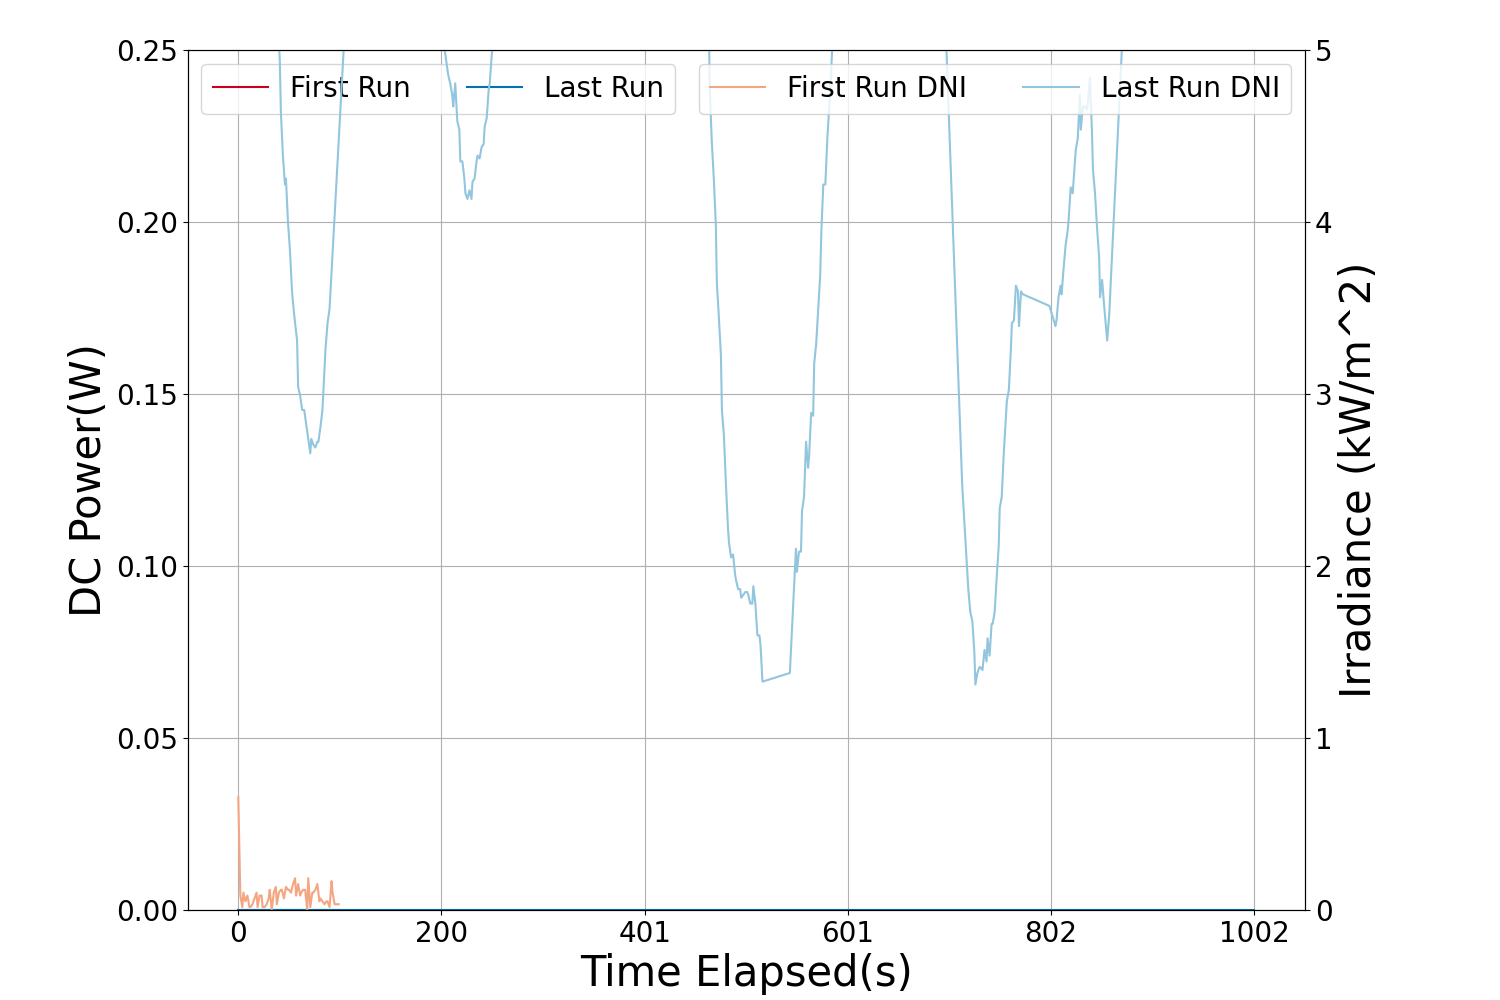 First Run
Last Run
First Run DNI
Last Run DNI
0.25
0.20
0.15
0.10
0.05
0.00
DC Power(W)
5
4
3
2
1
0
Irradiance (kW/m^2)
0 200 401 601 802 1002
Time Elapsed(s)